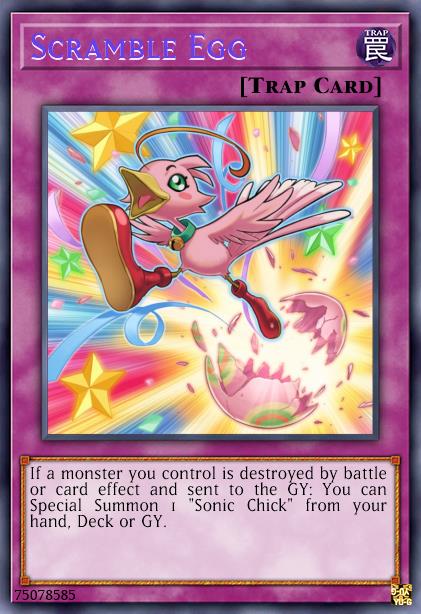 Scramble Egg
TRAP
罠
[Trap Card]
If a monster you control is destroyed by battle
or card effect and sent to the GY: You can
Special Summon 1 "Sonic Chick" from your
hand, Deck or GY.
75078585